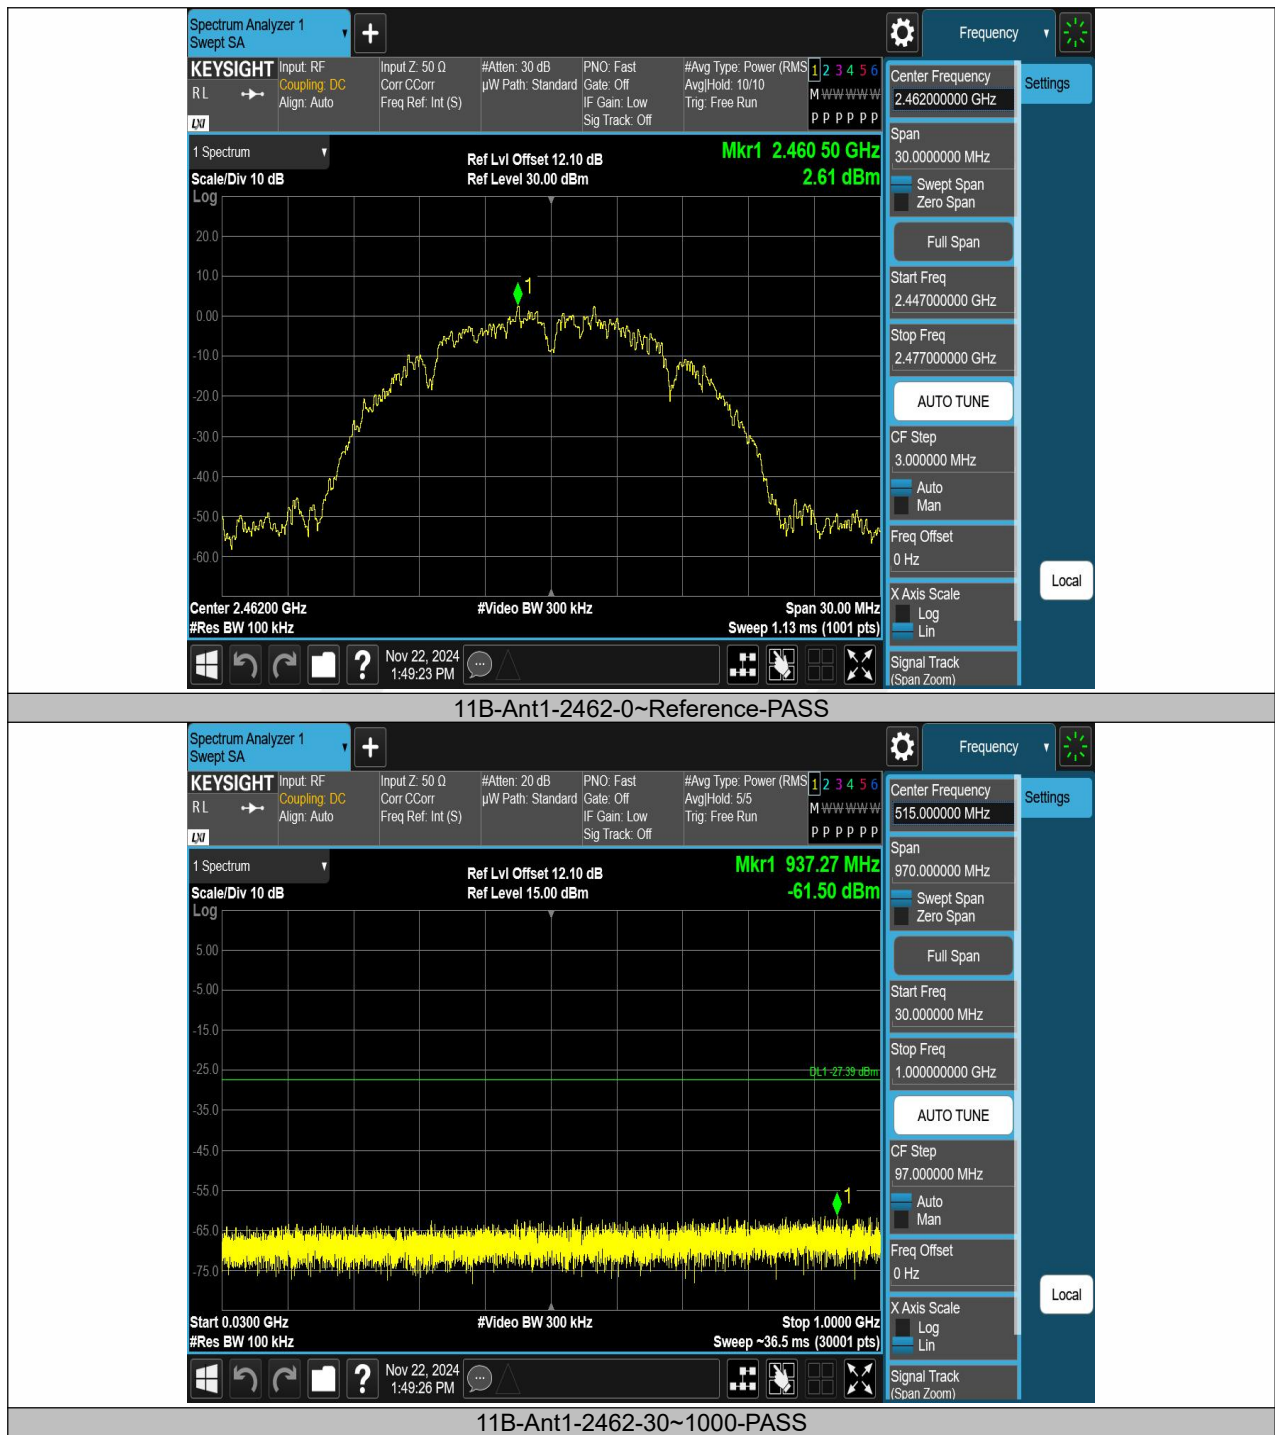 Spectrum Analyzer 1
Swept SA
Frequency
KEYSIGHT
RL
LXI
Input: RF
Coupling: DC
Align: Auto
Input Z: 50 Ω
Corr CCorr
Freq Ref: Int (S)
#Atten: 30 dB
µW Path: Standard
PNO: Fast
Gate: Off
IF Gain: Low
Sig Track: Off
#Avg Type: Power (RMS
Avg|Hold: 10/10
Trig: Free Run
1 2 3 4 5 6
M W W W W W
P P P P P P
Center Frequency
2.462000000 GHz
Settings
Span
30.0000000 MHz
Swept Span
Zero Span
Full Span
Start Freq
2.447000000 GHz
Stop Freq
2.477000000 GHz
AUTO TUNE
CF Step
3.000000 MHz
Auto
Man
Freq Offset
0 Hz
X Axis Scale
Log
Lin
Signal Track
(Span Zoom)
Local
1 Spectrum
Scale/Div 10 dB
Ref Lvl Offset 12.10 dB
Ref Level 30.00 dBm
Mkr1 2.460 50 GHz
2.61 dBm
Log
20.0
10.0
0.00
-10.0
-20.0
-30.0
-40.0
-50.0
-60.0
1
Center 2.46200 GHz
#Res BW 100 kHz
#Video BW 300 kHz
Span 30.00 MHz
Sweep 1.13 ms (1001 pts)
Nov 22, 2024
1:49:23 PM
11B-Ant1-2462-0~Reference-PASS
Spectrum Analyzer 1
Swept SA
Frequency
KEYSIGHT
RL
LXI
Input: RF
Coupling: DC
Align: Auto
Input Z: 50 Ω
Corr CCorr
Freq Ref: Int (S)
#Atten: 20 dB
µW Path: Standard
PNO: Fast
Gate: Off
IF Gain: Low
Sig Track: Off
#Avg Type: Power (RMS
Avg|Hold: 5/5
Trig: Free Run
1 2 3 4 5 6
M W W W W W
P P P P P P
Center Frequency
515.000000 MHz
Settings
Span
970.000000 MHz
Swept Span
Zero Span
Full Span
Start Freq
30.000000 MHz
Stop Freq
1.000000000 GHz
AUTO TUNE
CF Step
97.000000 MHz
Auto
Man
Freq Offset
0 Hz
X Axis Scale
Log
Lin
Signal Track
(Span Zoom)
Local
1 Spectrum
Scale/Div 10 dB
Ref Lvl Offset 12.10 dB
Ref Level 15.00 dBm
Mkr1 937.27 MHz
-61.50 dBm
Log
5.00
-5.00
-15.0
-25.0
-35.0
-45.0
-55.0
-65.0
-75.0
DL1 -27.39 dBm
1
Start 0.0300 GHz
#Res BW 100 kHz
#Video BW 300 kHz
Stop 1.0000 GHz
Sweep ~36.5 ms (30001 pts)
Nov 22, 2024
1:49:26 PM
11B-Ant1-2462-30~1000-PASS